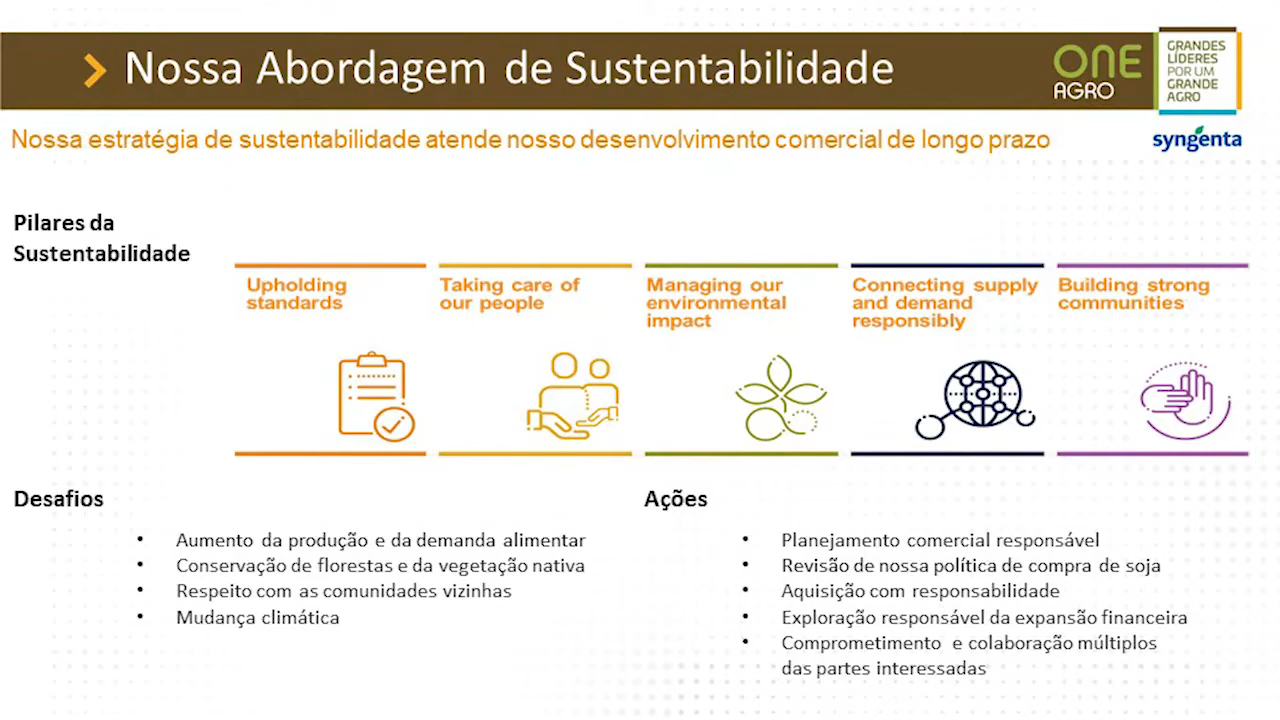 Nossa Abordagem de Sustentabilidade
ONE
AGRO
GRANDES
LÍDERES
POR UM
GRANDE
AGRO
Nossa estratégia de sustentabilidade atende nosso desenvolvimento comercial de longo prazo
syngenta
Pilares da
Sustentabilidade
Upholding
standards
Taking care of
our people
Managing our
environmental
impact
Connecting supply
and demand
responsibly
Building strong
communities
Desafios
• Aumento da produção e da demanda alimentar
• Conservação de florestas e da vegetação nativa
• Respeito com as comunidades vizinhas
• Mudança climática
Ações
• Planejamento comercial responsável
• Revisão de nossa política de compra de soja
• Aquisição com responsabilidade
• Exploração responsável da expansão financeira
• Comprometimento e colaboração múltiplos
das partes interessadas